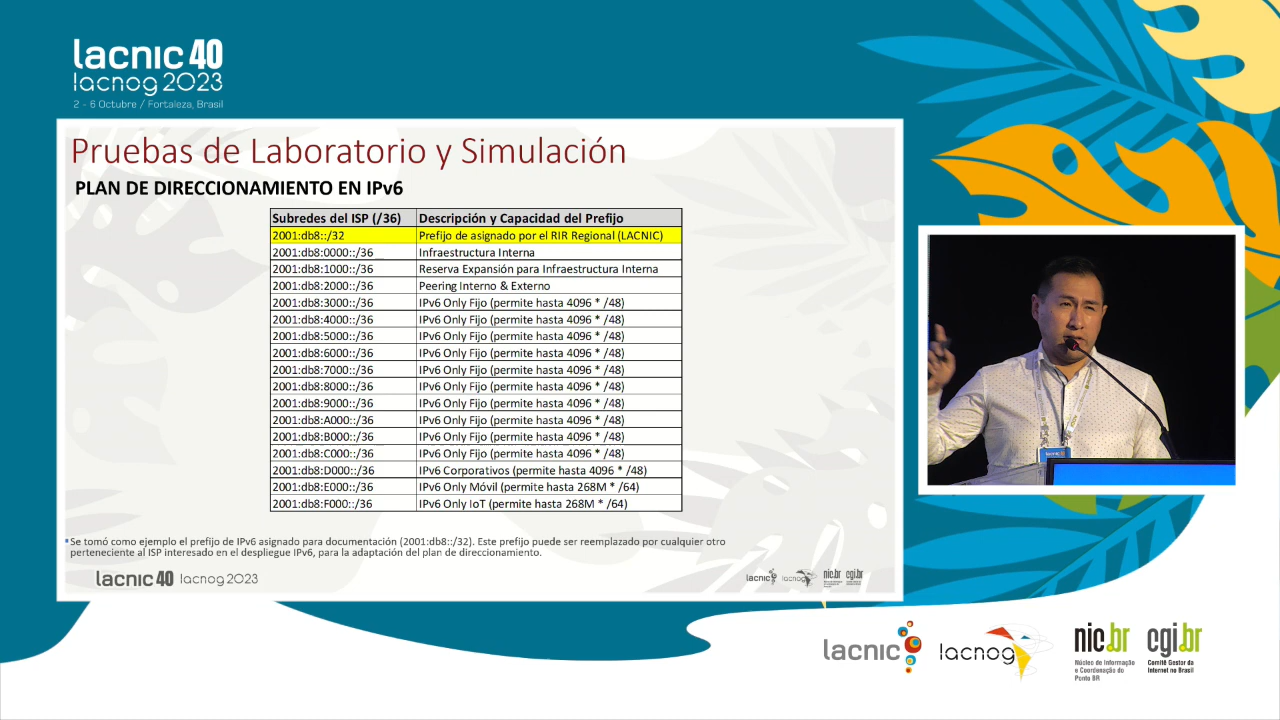 lacnic 40
lacnog 2023
2 - 6 Octubre / Fortaleza, Brasil
Pruebas de Laboratorio y Simulación
PLAN DE DIRECCIONAMIENTO EN IPv6
Subredes del ISP (/36) Descripción y Capacidad del Prefijo
2001:db8::/32 Prefijo de asignado por el RIR Regional (LACNIC)
2001:db8:0000::/36 Infraestructura Interna
2001:db8:1000::/36 Reserva Expansión para Infraestructura Interna
2001:db8:2000::/36 Peering Interno & Externo
2001:db8:3000::/36 IPv6 Only Fijo (permite hasta 4096 * /48)
2001:db8:4000::/36 IPv6 Only Fijo (permite hasta 4096 * /48)
2001:db8:5000::/36 IPv6 Only Fijo (permite hasta 4096 * /48)
2001:db8:6000::/36 IPv6 Only Fijo (permite hasta 4096 * /48)
2001:db8:7000::/36 IPv6 Only Fijo (permite hasta 4096 * /48)
2001:db8:8000::/36 IPv6 Only Fijo (permite hasta 4096 * /48)
2001:db8:9000::/36 IPv6 Only Fijo (permite hasta 4096 * /48)
2001:db8:A000::/36 IPv6 Only Fijo (permite hasta 4096 * /48)
2001:db8:B000::/36 IPv6 Only Fijo (permite hasta 4096 * /48)
2001:db8:C000::/36 IPv6 Only Fijo (permite hasta 4096 * /48)
2001:db8:D000::/36 IPv6 Corporativos (permite hasta 4096 * /48)
2001:db8:E000::/36 IPv6 Only Móvil (permite hasta 268M * /64)
2001:db8:F000::/36 IPv6 Only IoT (permite hasta 268M * /64)
Se tomó como ejemplo el prefijo de IPv6 asignado para documentación (2001:db8::/32). Este prefijo puede ser reemplazado por cualquier otro
perteneciente al ISP interesado en el despliegue IPv6, para la adaptación del plan de direccionamiento.
lacnic 40 lacnog 2023
lacnic lacnog nic.br cgi.br
lacnic lacnog nic.br cgi.br
Núcleo de Informação
e Coordenação do
Ponto BR
Comitê Gestor da
Internet no Brasil